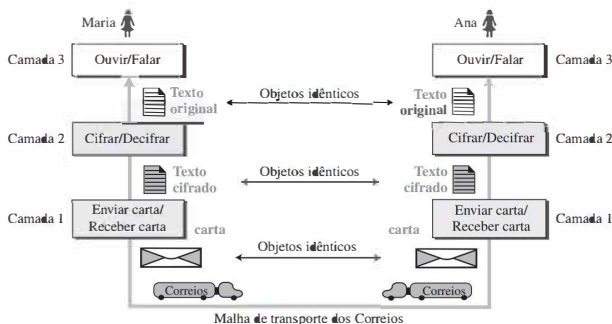 Maria
Ana
Camada 3
Ouvir/Falar
Ouvir/Falar
Camada 3
Texto
original
Objetos idênticos
Texto
original
Camada 2
Cifrar/Decifrar
Cifrar/Decifrar
Camada 2
Texto
cifrado
Objetos idênticos
Texto
cifrado
Camada 1
Enviar carta/
Receber carta
carta
Objetos idênticos
carta
Enviar carta/
Receber carta
Camada 1
Correios
Correios
Malha de transporte dos Correios